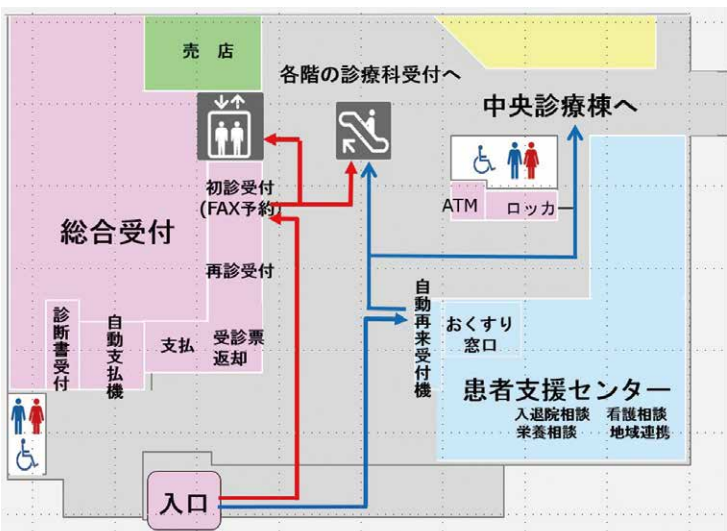 売 店
各階の診療科受付へ
中央診療棟へ
初診受付
(FAX予約)
ATM
ロッカ
総合受付
再診受付
自動再来受付機
診断書受付
自動支払機
支払
受診票
返却
おくすり
窓口
患者支援センター
入退院相談 看護相談
栄養相談 地域連携
入口